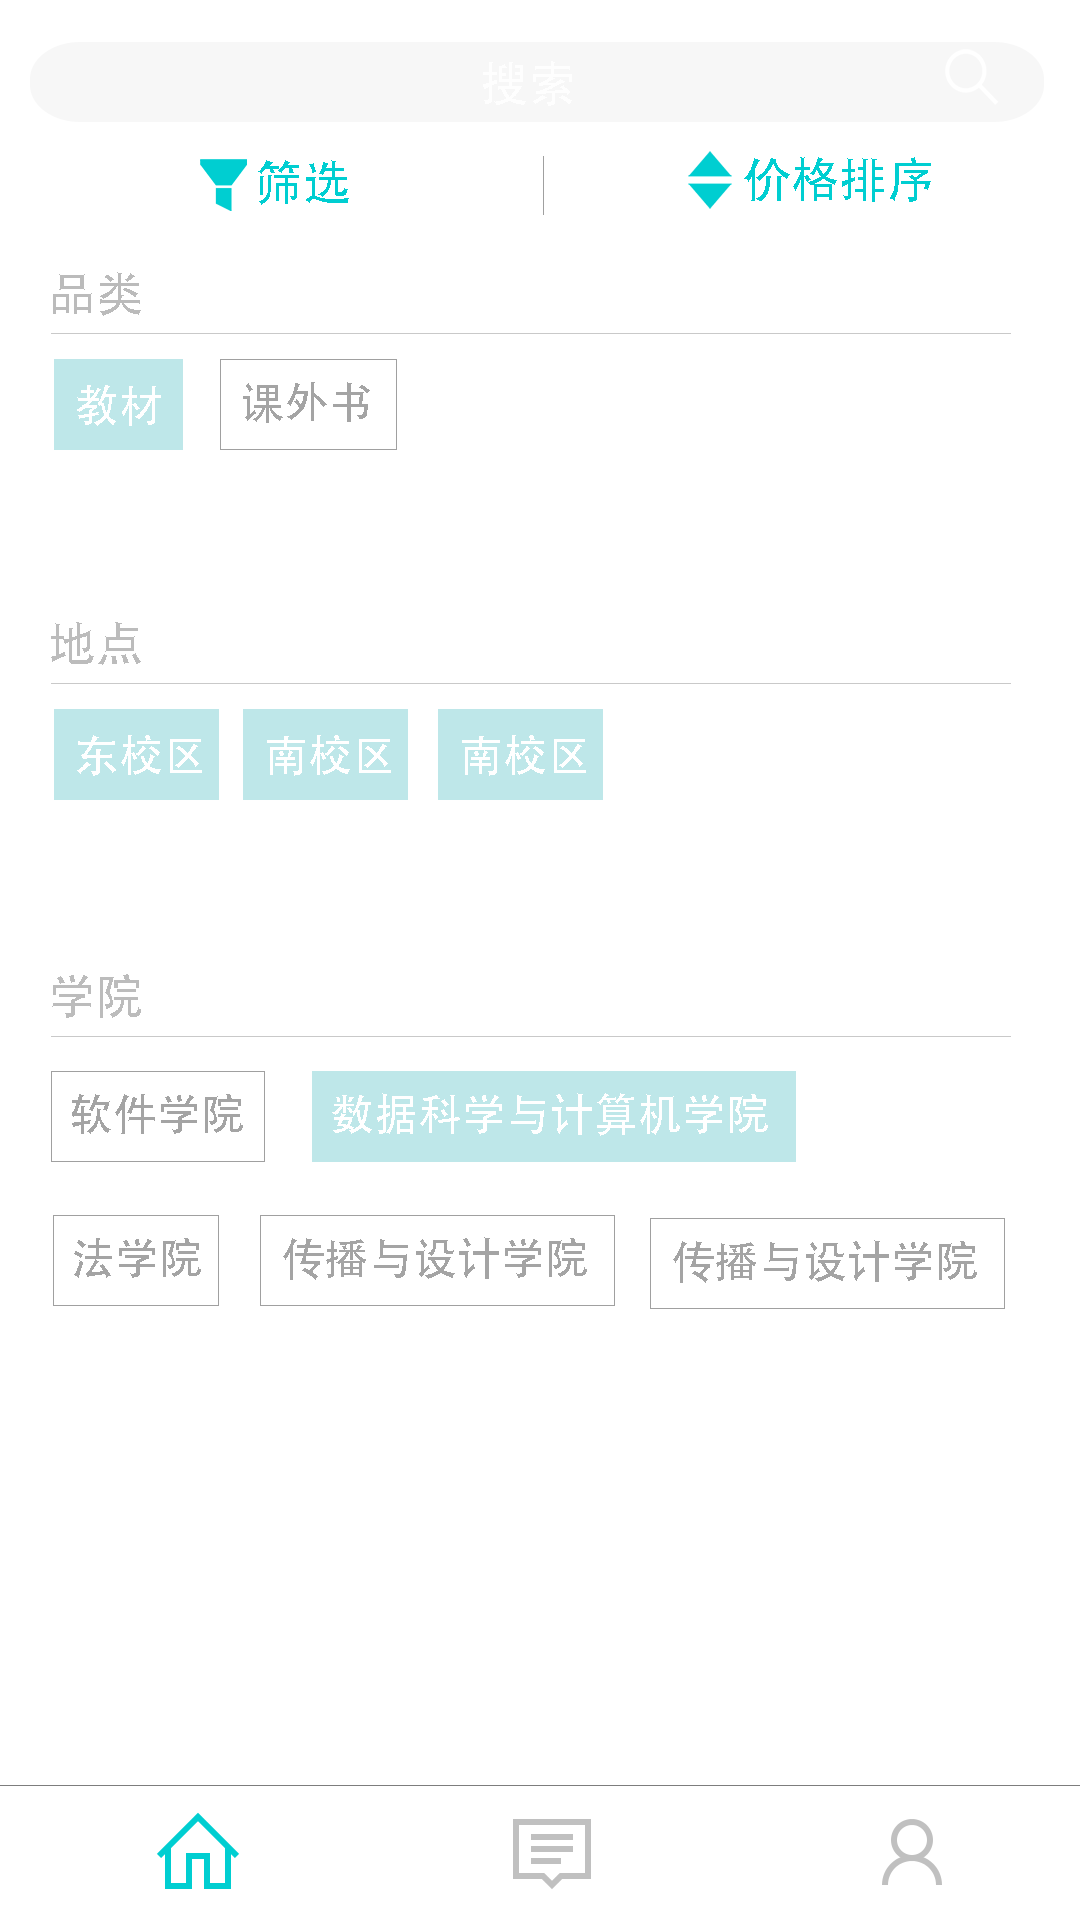 搜索
筛选 价格排序
品类
教材 课外书
地点
东校区 南校区 南校区
学院
软件学院 数据科学与计算机学院
法学院 传播与设计学院 传播与设计学院